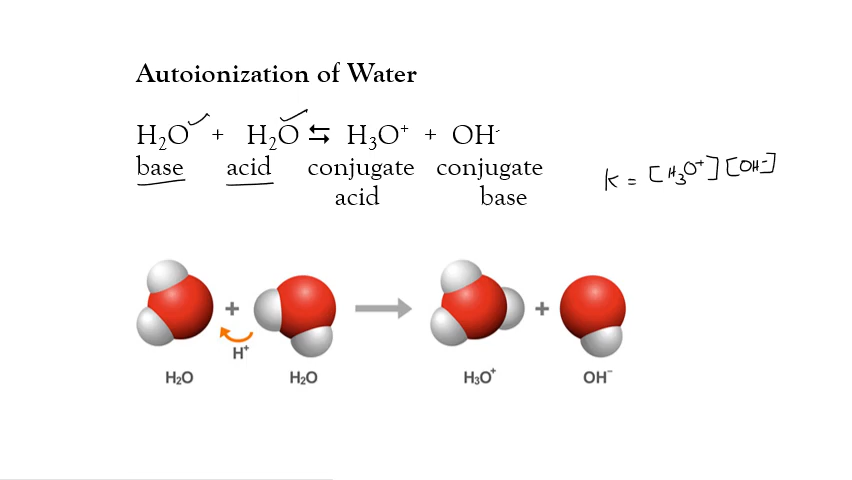 Autoionization of Water
H₂O + H₂O ⇆ H₃O⁺ + OH⁻
base acid conjugate conjugate
acid base
K = [H₃O⁺][OH⁻]
+ +
H⁺
H₂O H₂O H₃O⁺ OH⁻